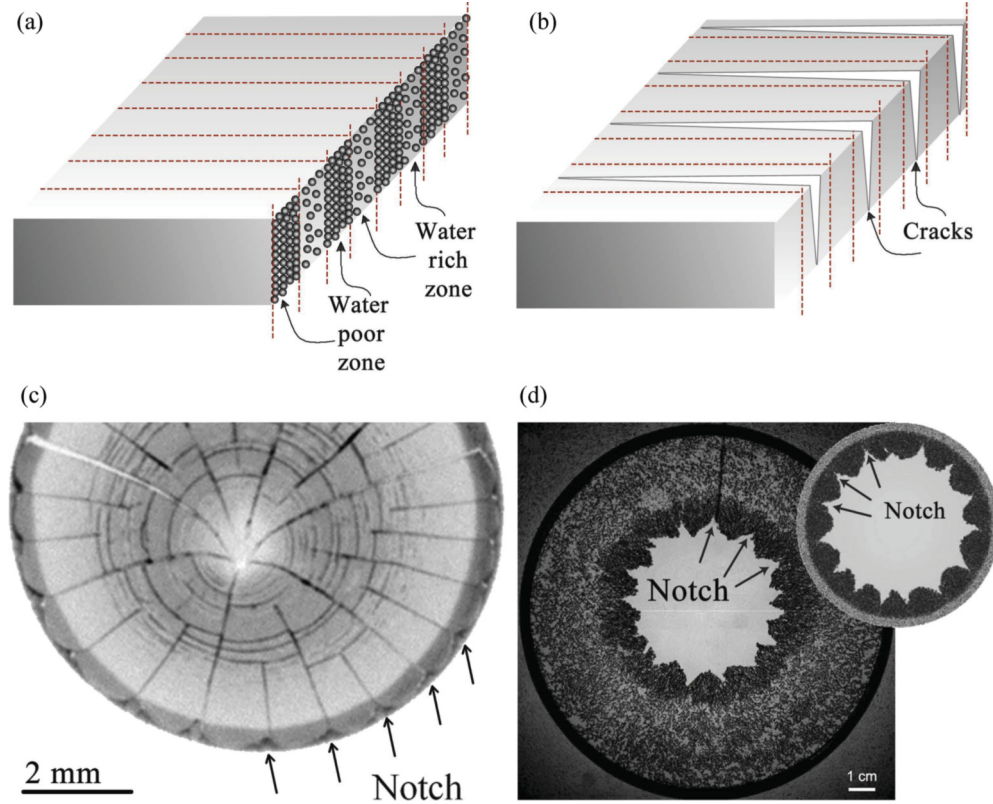 (a)
(b)
Water
rich
zone
Water
poor
zone
Cracks
(c)
(d)
Notch
Notch
2 mm
Notch
1 cm